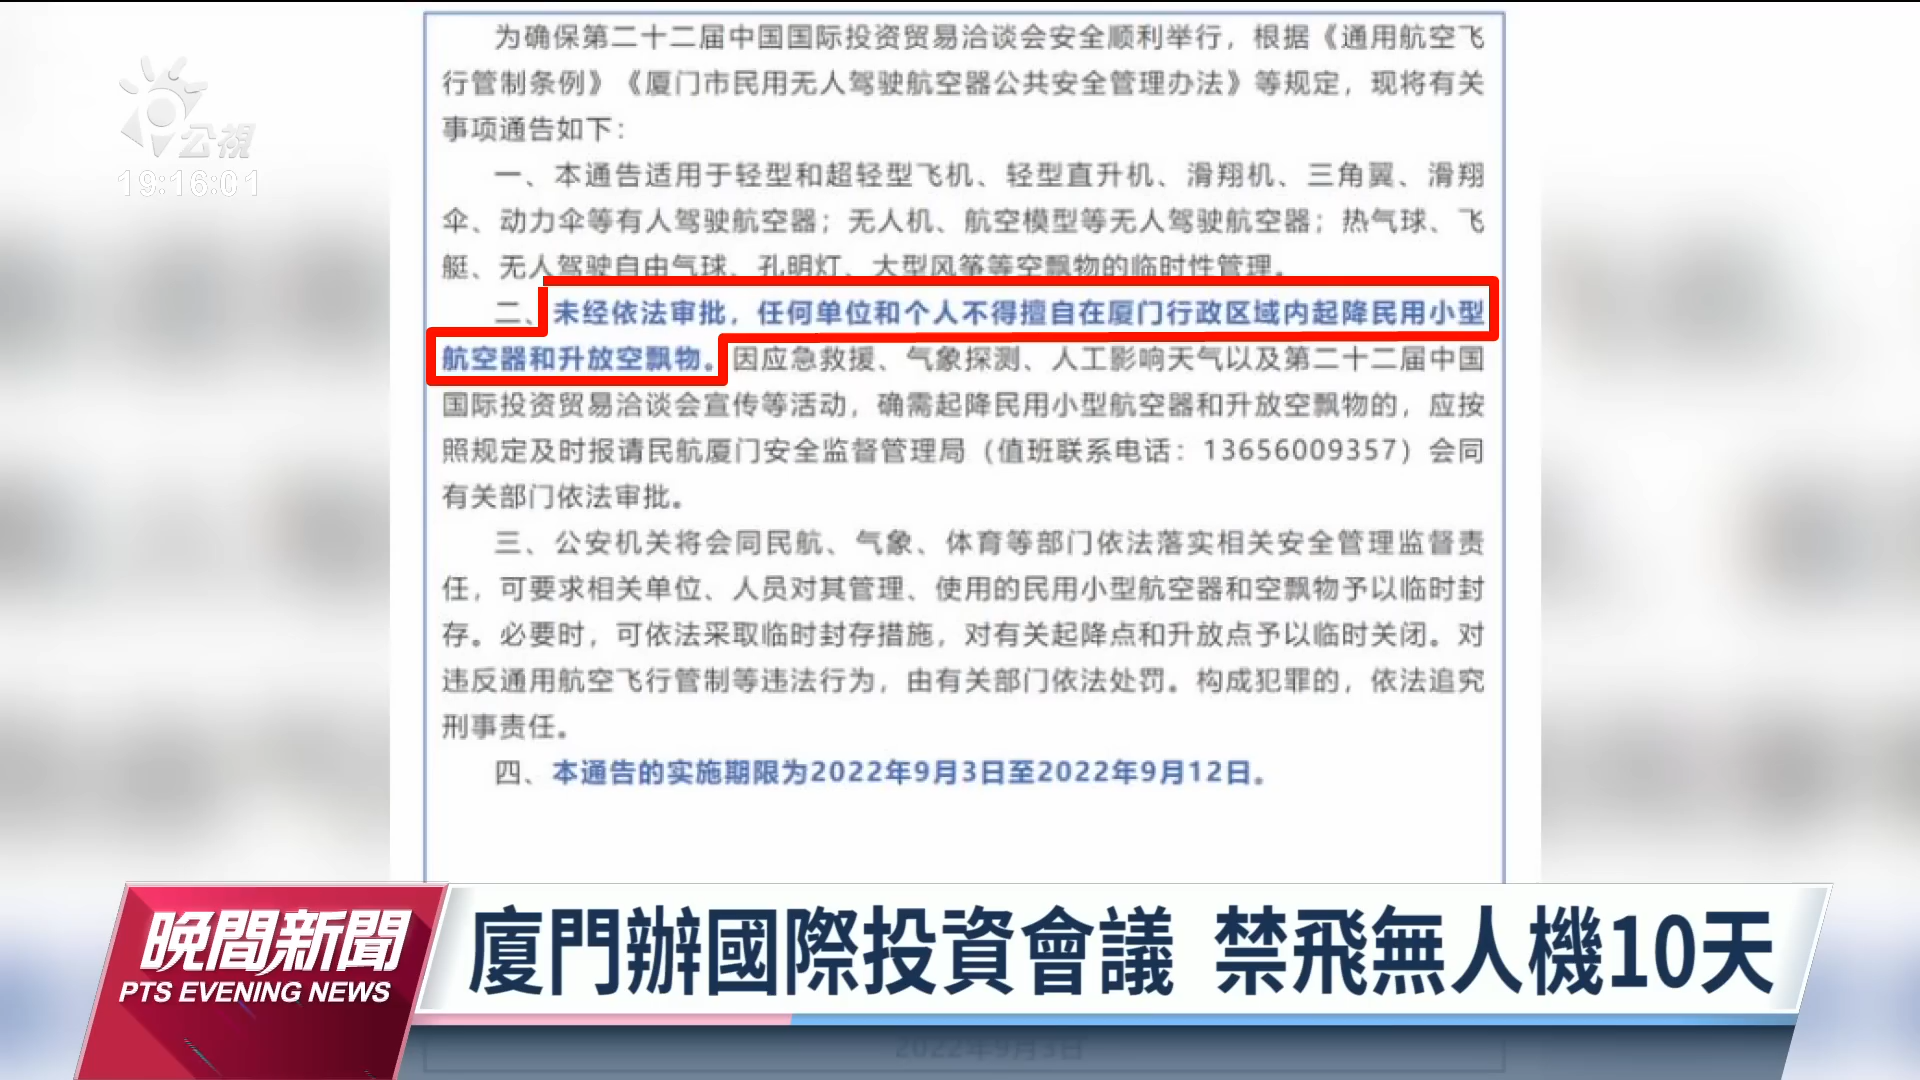 公視
19:16:01
为确保第二十二届中国国际投资贸易洽谈会安全顺利举行，根据《通用航空飞
行管制条例》《厦门市民用无人驾驶航空器公共安全管理办法》等规定，现将有关
事项通告如下：
一、本通告适用于轻型和超轻型飞机、轻型直升机、滑翔机、三角翼、滑翔
伞、动力伞等有人驾驶航空器；无人机、航空模型等无人驾驶航空器；热气球、飞
艇、无人驾驶自由气球、孔明灯、大型风筝等空飘物的临时性管理。
二、未经依法审批，任何单位和个人不得擅自在厦门行政区域内起降民用小型
航空器和升放空飘物。因应急救援、气象探测、人工影响天气以及第二十二届中国
国际投资贸易洽谈会宣传等活动，确需起降民用小型航空器和升放空飘物的，应按
照规定及时报请民航厦门安全监督管理局（值班联系电话：13656009357）会同
有关部门依法审批。
三、公安机关将会同民航、气象、体育等部门依法落实相关安全管理监督责
任，可要求相关单位、人员对其管理、使用的民用小型航空器和空飘物予以临时封
存。必要时，可依法采取临时封存措施，对有关起降点和升放点予以临时关闭。对
违反通用航空飞行管制等违法行为，由有关部门依法处罚。构成犯罪的，依法追究
刑事责任。
四、本通告的实施期限为2022年9月3日至2022年9月12日。
晚間新聞
PTS EVENING NEWS
廈門辦國際投資會議 禁飛無人機10天
2022年9月3日